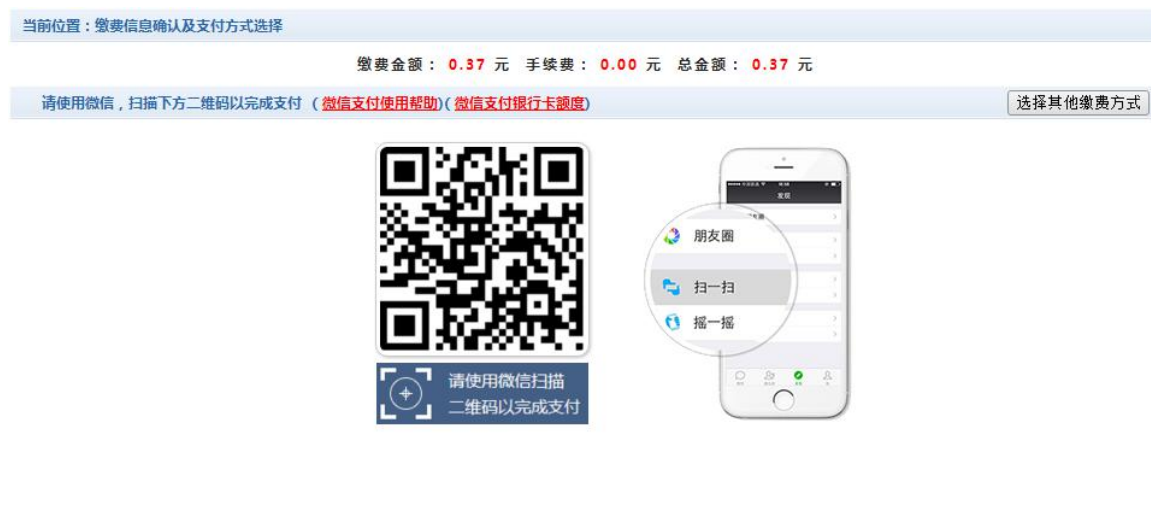 当前位置：缴费信息确认及支付方式选择
缴费金额： 0.37 元 手续费： 0.00 元 总金额： 0.37 元
请使用微信，扫描下方二维码以完成支付 （微信支付使用帮助)( 微信支付银行卡额度)
选择其他缴费方式
发现
朋友圈
扫一扫
摇一摇
请使用微信扫描
二维码以完成支付